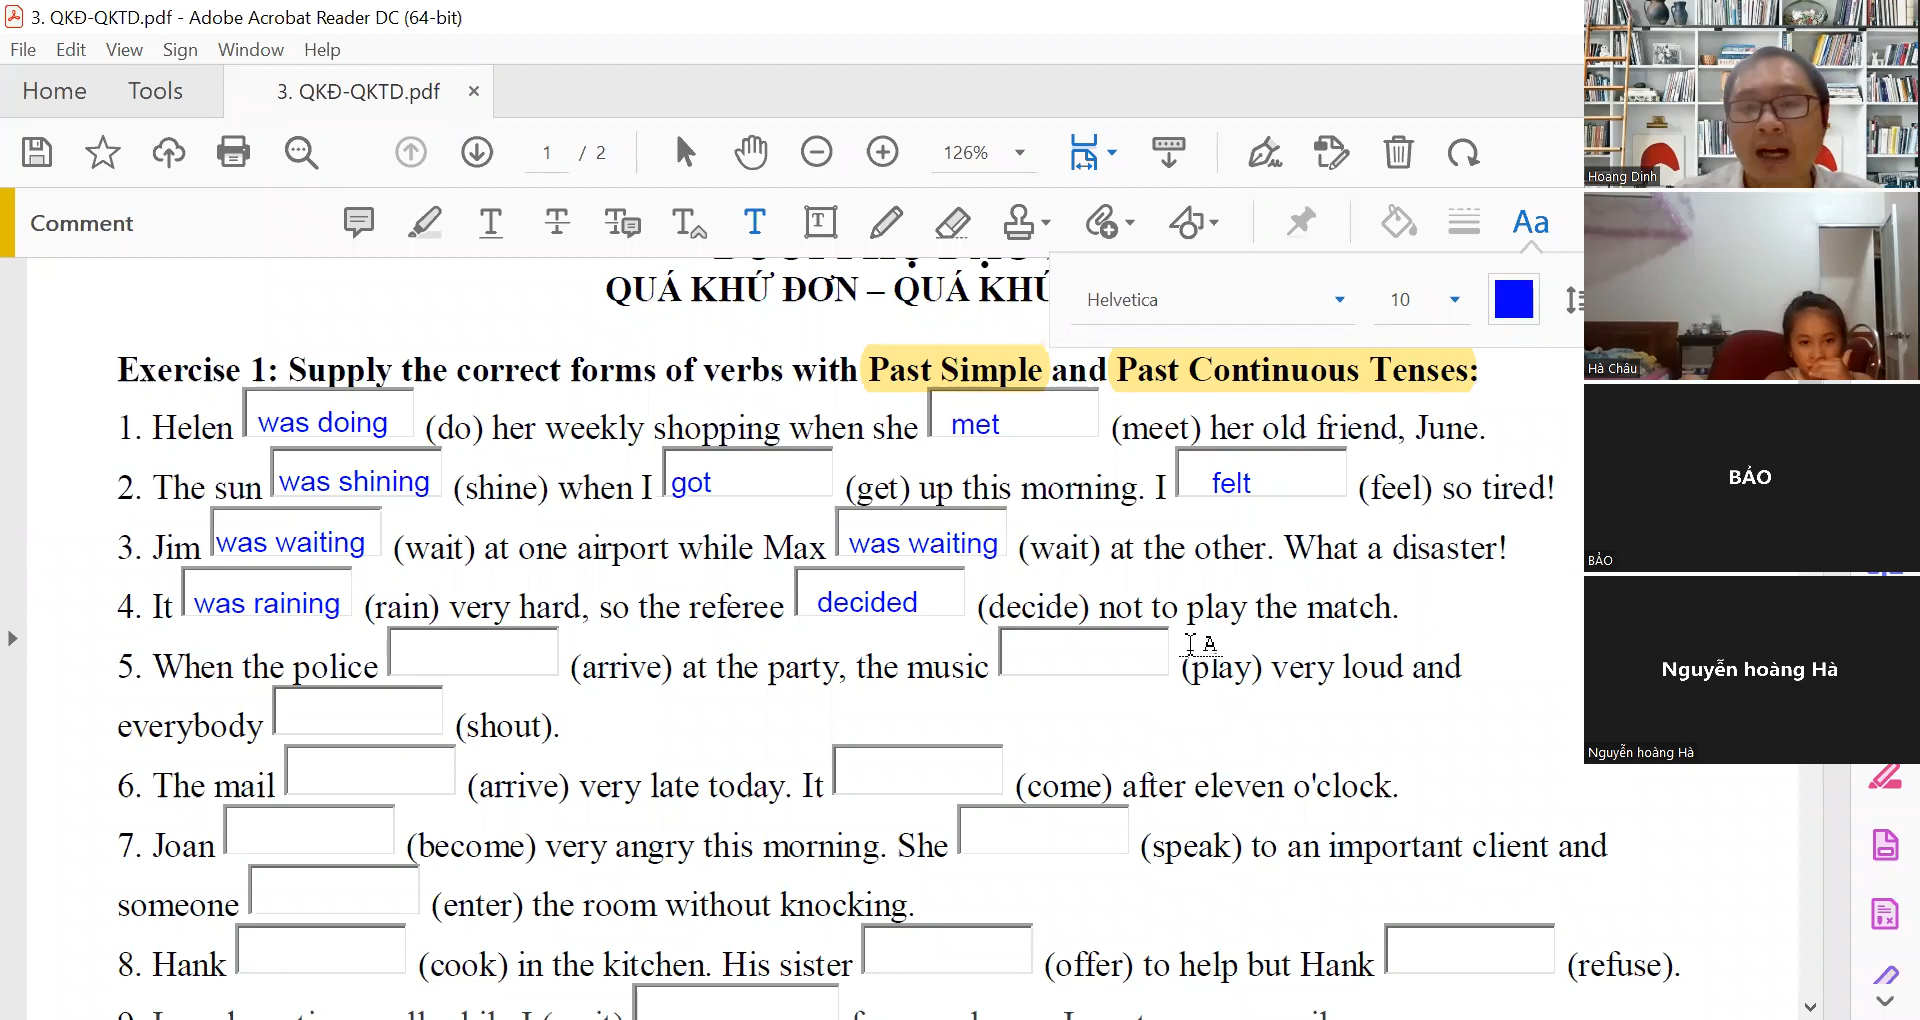 3. QKĐ-QKTD.pdf - Adobe Acrobat Reader DC (64-bit)
File Edit View Sign Window Help
Home Tools 3. QKĐ-QKTD.pdf ×
1 / 2 126%
Comment
Aa
QUÁ KHỨ ĐƠN – QUÁ KHỨ
Helvetica 10
Exercise 1: Supply the correct forms of verbs with Past Simple and Past Continuous Tenses:
1. Helen was doing (do) her weekly shopping when she met (meet) her old friend, June.
2. The sun was shining (shine) when I got (get) up this morning. I felt (feel) so tired!
3. Jim was waiting (wait) at one airport while Max was waiting (wait) at the other. What a disaster!
4. It was raining (rain) very hard, so the referee decided (decide) not to play the match.
5. When the police (arrive) at the party, the music (play) very loud and
everybody (shout).
6. The mail (arrive) very late today. It (come) after eleven o'clock.
7. Joan (become) very angry this morning. She (speak) to an important client and
someone (enter) the room without knocking.
8. Hank (cook) in the kitchen. His sister (offer) to help but Hank (refuse).
Hoang Dinh
Hà Châu
BẢO
BẢO
Nguyễn hoàng Hà
Nguyễn hoàng Hà